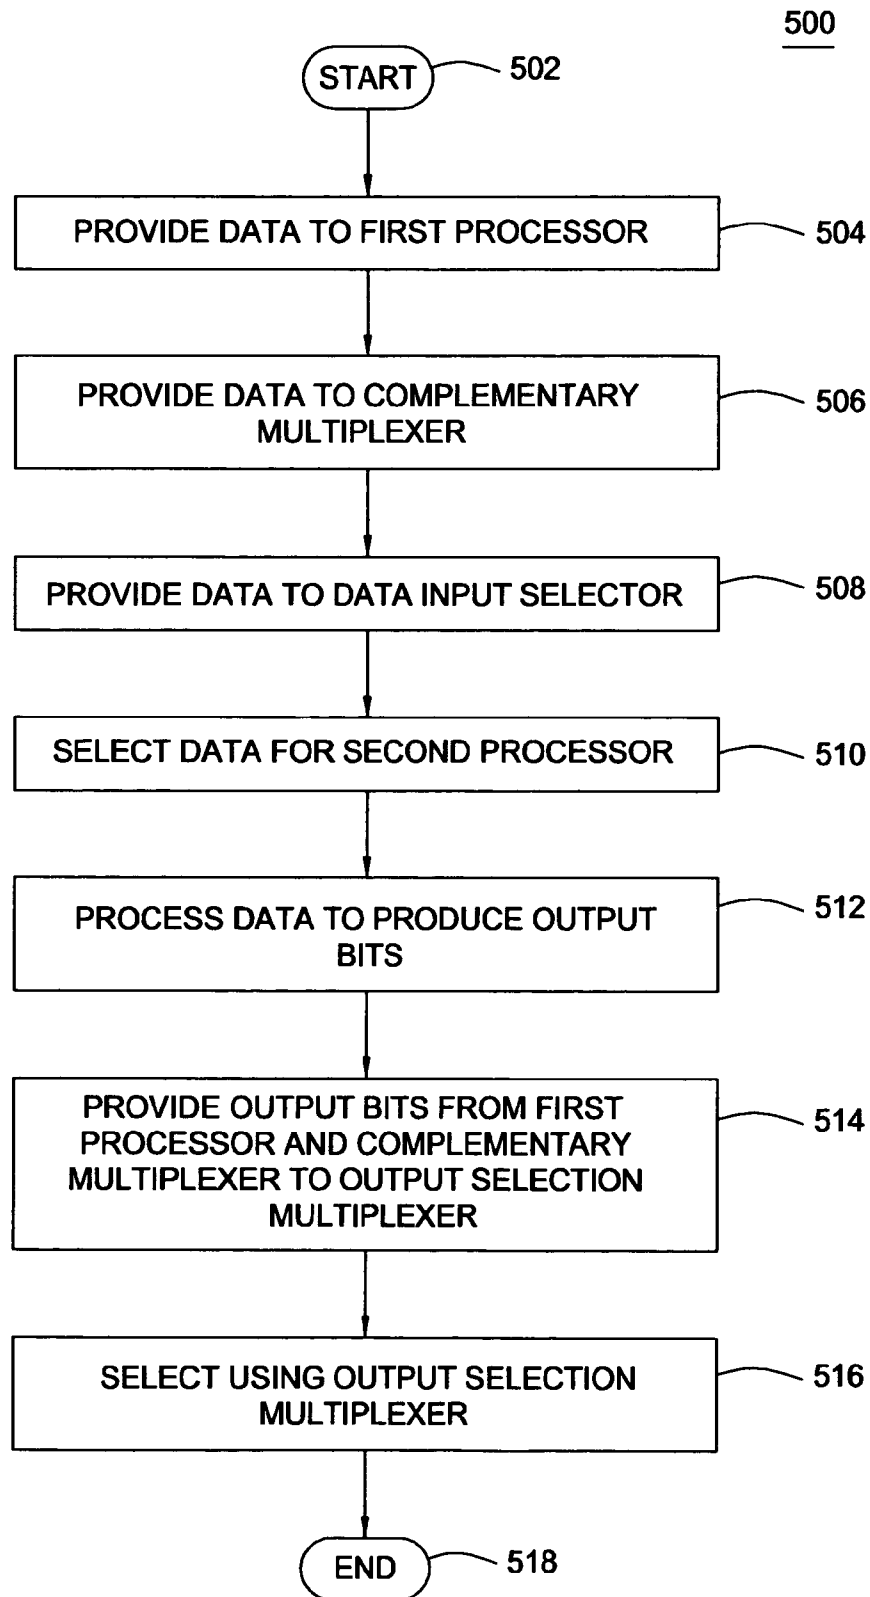 500
START
502
PROVIDE DATA TO FIRST PROCESSOR
504
PROVIDE DATA TO COMPLEMENTARY
MULTIPLEXER
506
PROVIDE DATA TO DATA INPUT SELECTOR
508
SELECT DATA FOR SECOND PROCESSOR
510
PROCESS DATA TO PRODUCE OUTPUT
BITS
512
PROVIDE OUTPUT BITS FROM FIRST
PROCESSOR AND COMPLEMENTARY
MULTIPLEXER TO OUTPUT SELECTION
MULTIPLEXER
514
SELECT USING OUTPUT SELECTION
MULTIPLEXER
516
END
518